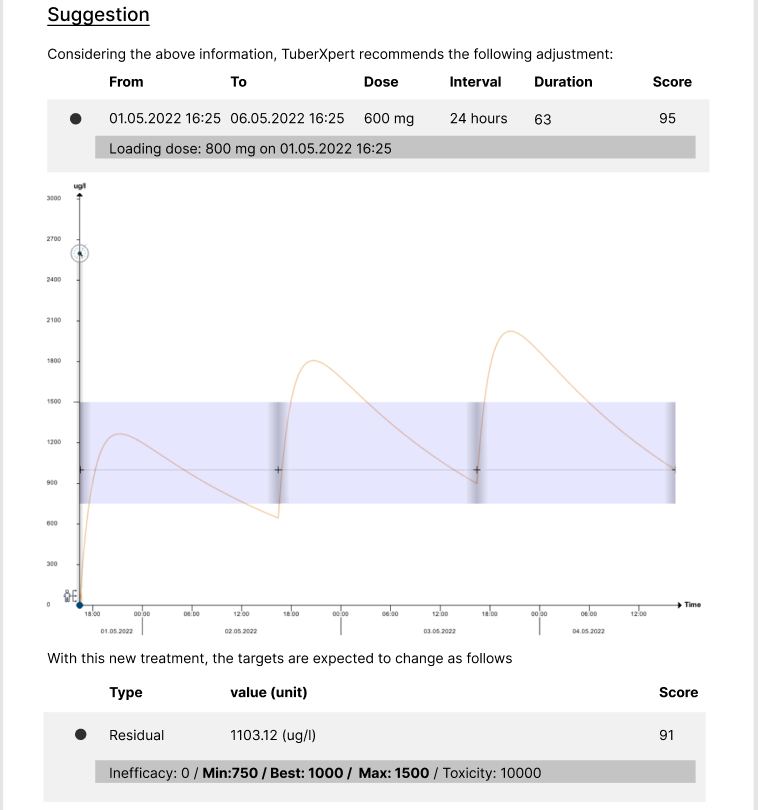 Suggestion
Considering the above information, TuberXpert recommends the following adjustment:
From To Dose Interval Duration Score
01.05.2022 16:25 06.05.2022 16:25 600 mg 24 hours 63 95
Loading dose: 800 mg on 01.05.2022 16:25
ug/l
3000
2700
2400
2100
1800
1500
1200
900
600
300
0
Time
18:00 00:00 06:00 12:00 18:00 00:00 06:00 12:00 18:00 00:00 06:00 12:00
01.05.2022 02.05.2022 03.05.2022 04.05.2022
With this new treatment, the targets are expected to change as follows
Type value (unit) Score
Residual 1103.12 (ug/l) 91
Inefficacy: 0 / Min:750 / Best: 1000 / Max: 1500 / Toxicity: 10000